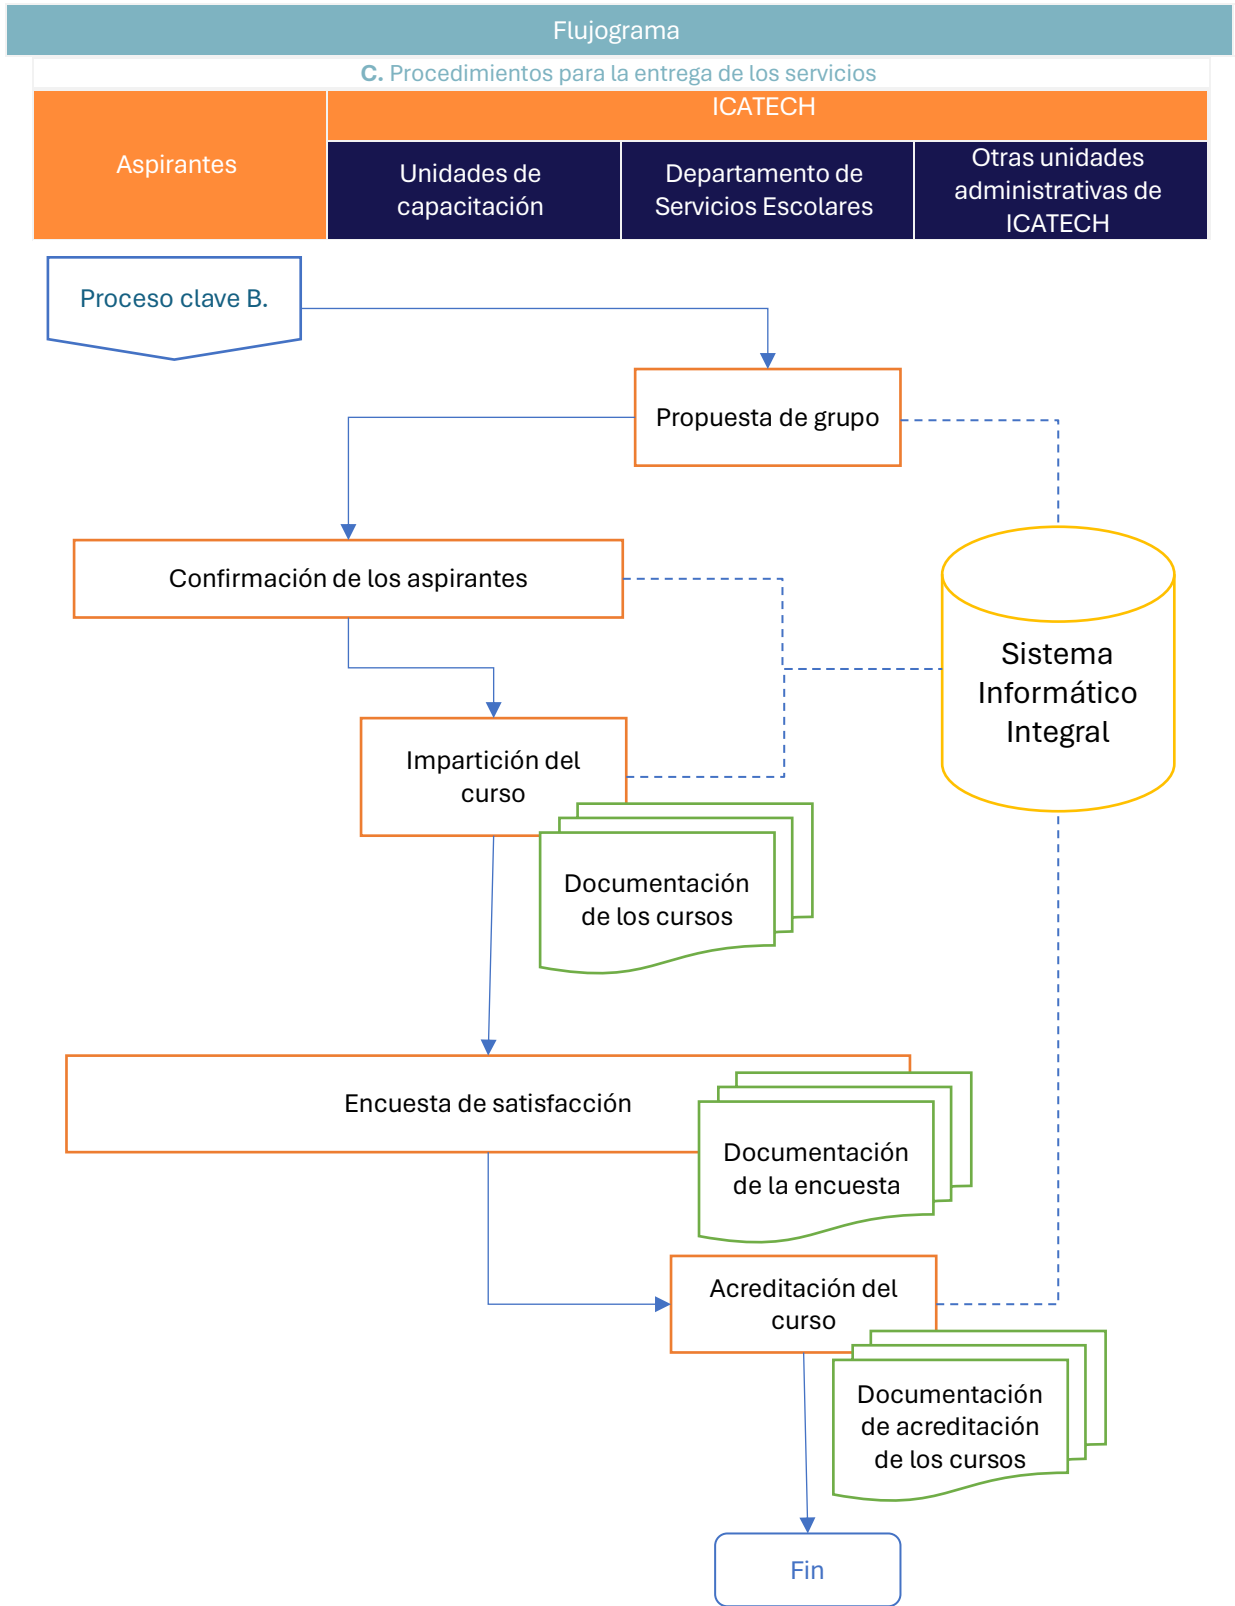 Flujograma
C. Procedimientos para la entrega de los servicios
ICATECH
Aspirantes
Unidades de
capacitación
Departamento de
Servicios Escolares
Otras unidades
administrativas de
ICATECH
Proceso clave B.
Propuesta de grupo
Confirmación de los aspirantes
Sistema
Informático
Integral
Impartición del
curso
Documentación
de los cursos
Encuesta de satisfacción
Documentación
de la encuesta
Acreditación del
curso
Documentación
de acreditación
de los cursos
Fin